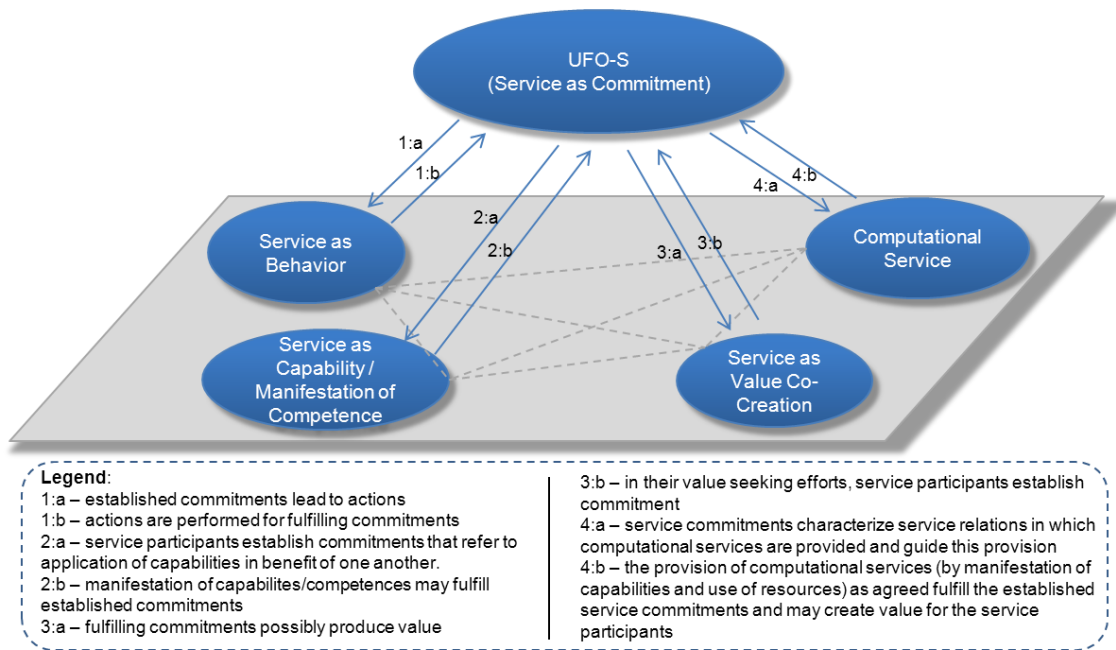 UFO-S
(Service as Commitment)
1:a
1:b
2:a
2:b
3:a
3:b
4:a
4:b
Service as
Behavior
Computational
Service
Service as
Capability /
Manifestation of
Competence
Service as
Value Co-
Creation
Legend:
1:a – established commitments lead to actions
1:b – actions are performed for fulfilling commitments
2:a – service participants establish commitments that refer to
application of capabilities in benefit of one another.
2:b – manifestation of capabilites/competences may fulfill
established commitments
3:a – fulfilling commitments possibly produce value
3:b – in their value seeking efforts, service participants establish
commitment
4:a – service commitments characterize service relations in which
computational services are provided and guide this provision
4:b – the provision of computational services (by manifestation of
capabilities and use of resources) as agreed fulfill the established
service commitments and may create value for the service
participants